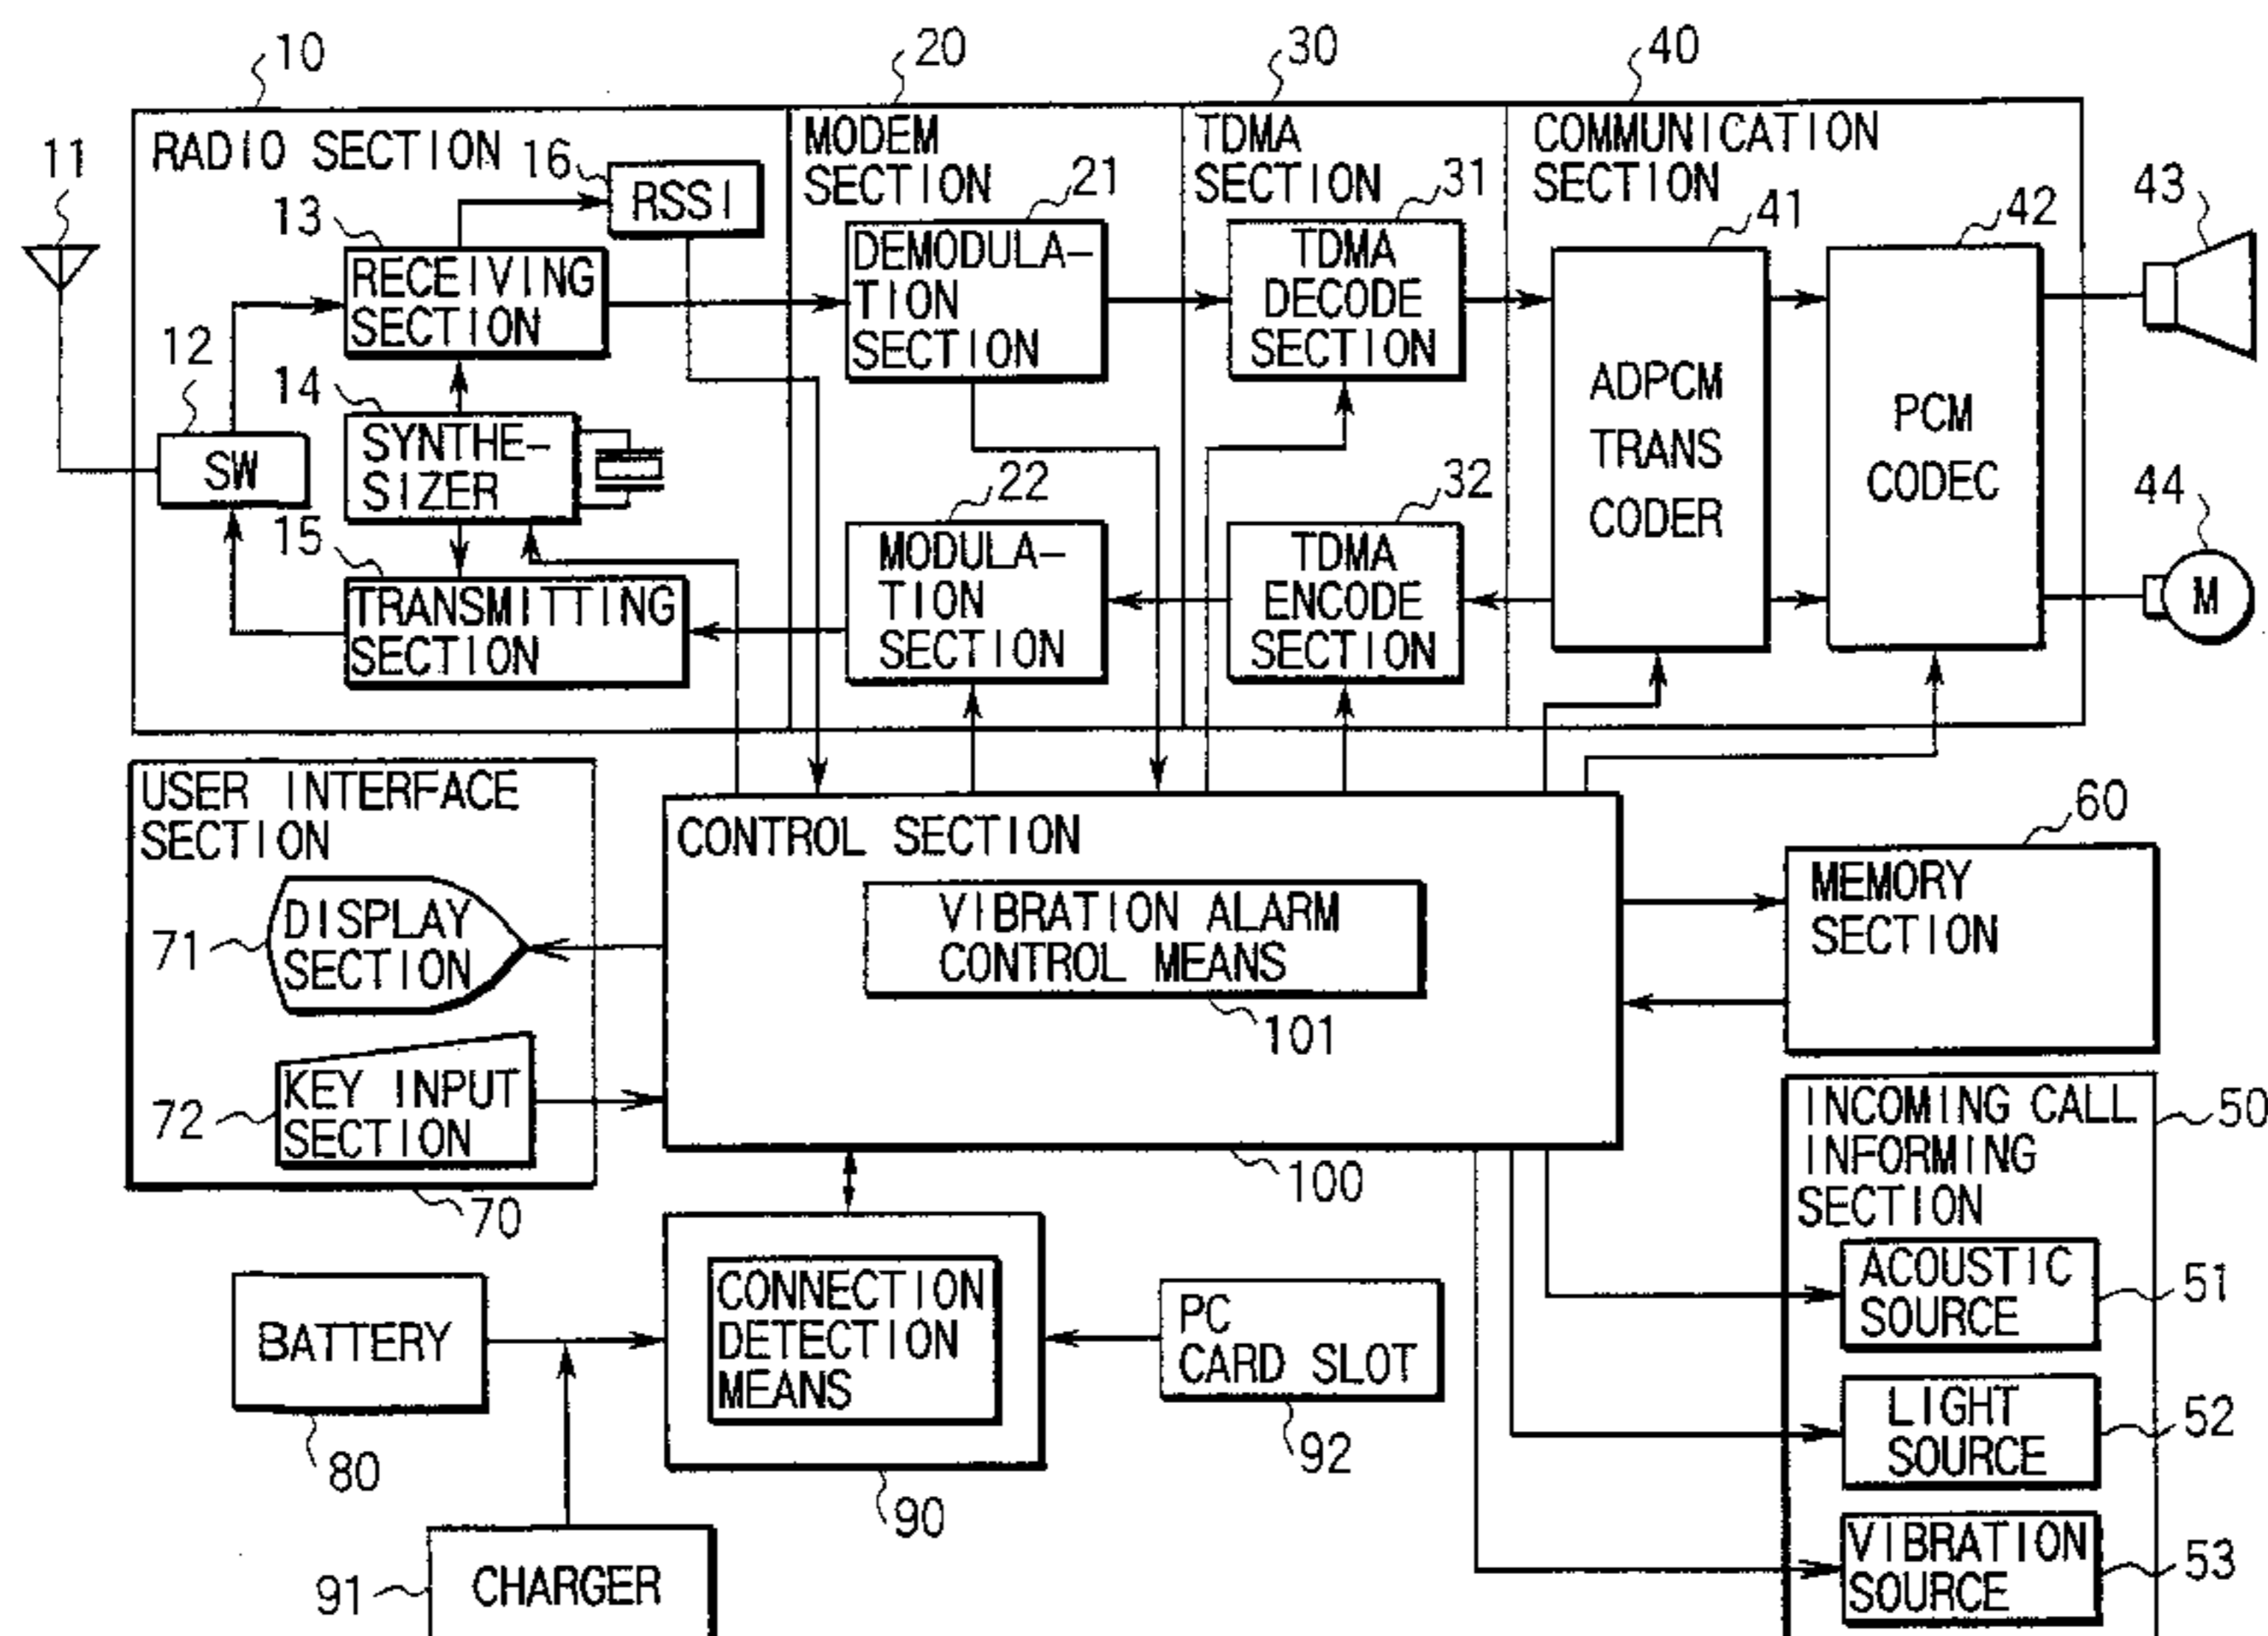 10
20
30
40
RADIO SECTION
MODEM
SECTION
TDMA
SECTION
COMMUNICATION
SECTION
11
16
RSSI
21
31
41
42
43
13
RECEIVING
SECTION
DEMODULA-
TION
SECTION
TDMA
DECODE
SECTION
ADPCM
TRANS
CODER
PCM
CODEC
12
SW
14
SYNTHE-
SIZER
22
32
44
M
15
TRANSMITTING
SECTION
MODULA-
TION
SECTION
TDMA
ENCODE
SECTION
USER INTERFACE
SECTION
CONTROL SECTION
60
MEMORY
SECTION
VIBRATION ALARM
CONTROL MEANS
101
71
DISPLAY
SECTION
72
KEY INPUT
SECTION
70
100
INCOMING CALL
INFORMING
SECTION
50
BATTERY
80
CONNECTION
DETECTION
MEANS
90
PC
CARD SLOT
92
ACOUSTIC
SOURCE
51
LIGHT
SOURCE
52
91
CHARGER
VIBRATION
SOURCE
53